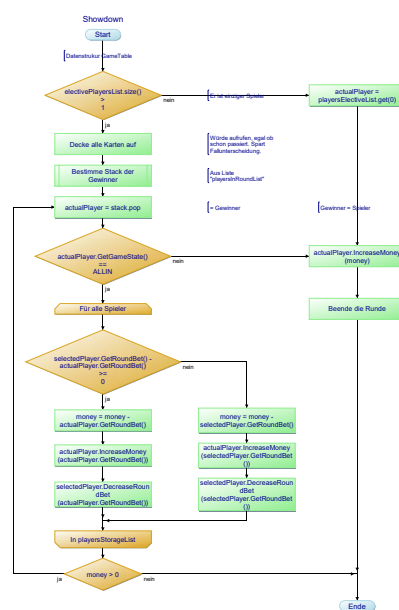 Showdown
Start
Datenstrukur GameTable
electivePlayersList.size()
>
1
nein
Er ist einziger Spieler
actualPlayer =
playersElectiveList.get(0)
ja
Decke alle Karten auf
Würde aufrufen, egal ob
schon passiert. Spart
Fallunterscheidung.
Bestimme Stack der
Gewinner
Aus Liste
"playersInRoundList"
actualPlayer = stack.pop
= Gewinner
Gewinner = Spieler
actualPlayer.GetGameState()
==
ALLIN
nein
actualPlayer.IncreaseMoney
(money)
ja
Für alle Spieler
Beende die Runde
selectedPlayer.GetRoundBet() -
actualPlayer.GetRoundBet()
>=
0
nein
ja
money = money -
actualPlayer.GetRoundBet()
money = money -
selectedPlayer.GetRoundBet()
actualPlayer.IncreaseMoney
(actualPlayer.GetRoundBet())
actualPlayer.IncreaseMoney
(selectedPlayer.GetRoundBet
())
selectedPlayer.DecreaseRoun
dBet
(actualPlayer.GetRoundBet())
selectedPlayer.DecreaseRoun
dBet
(selectedPlayer.GetRoundBet
())
In playersStorageList
money > 0
ja
nein
Ende